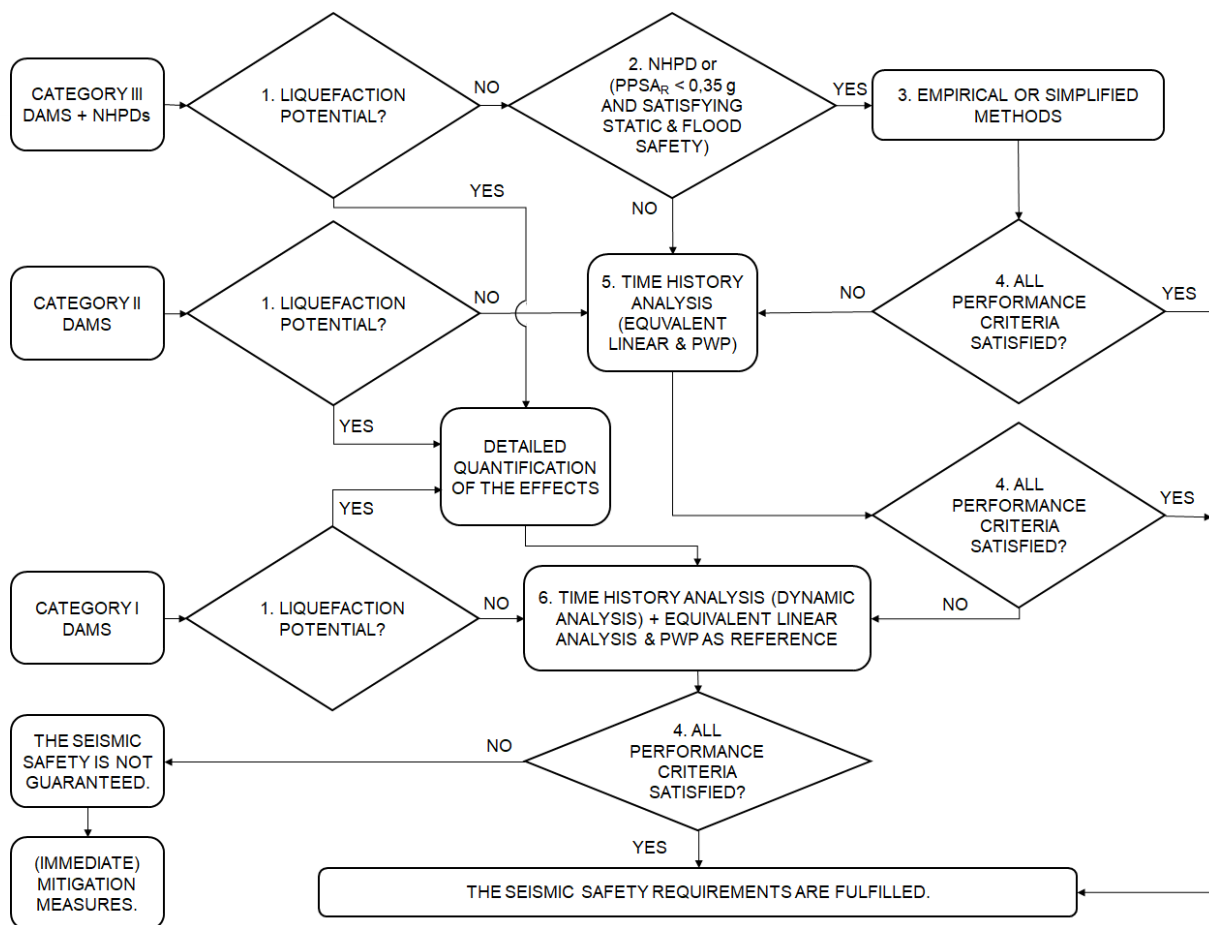 CATEGORY III
DAMS + NHPDs
1. LIQUEFACTION
POTENTIAL?
NO
2. NHPD or
(PPSAR < 0,35 g
AND SATISFYING
STATIC & FLOOD
SAFETY)
YES
3. EMPIRICAL OR SIMPLIFIED
METHODS
YES
NO
CATEGORY II
DAMS
1. LIQUEFACTION
POTENTIAL?
NO
5. TIME HISTORY
ANALYSIS
(EQUVALENT
LINEAR & PWP)
NO
4. ALL
PERFORMANCE
CRITERIA
SATISFIED?
YES
YES
DETAILED
QUANTIFICATION
OF THE EFFECTS
YES
4. ALL
PERFORMANCE
CRITERIA
SATISFIED?
YES
NO
CATEGORY I
DAMS
1. LIQUEFACTION
POTENTIAL?
NO
6. TIME HISTORY ANALYSIS (DYNAMIC
ANALYSIS) + EQUIVALENT LINEAR
ANALYSIS & PWP AS REFERENCE
4. ALL
PERFORMANCE
CRITERIA
SATISFIED?
NO
THE SEISMIC
SAFETY IS NOT
GUARANTEED.
YES
(IMMEDIATE)
MITIGATION
MEASURES.
THE SEISMIC SAFETY REQUIREMENTS ARE FULFILLED.